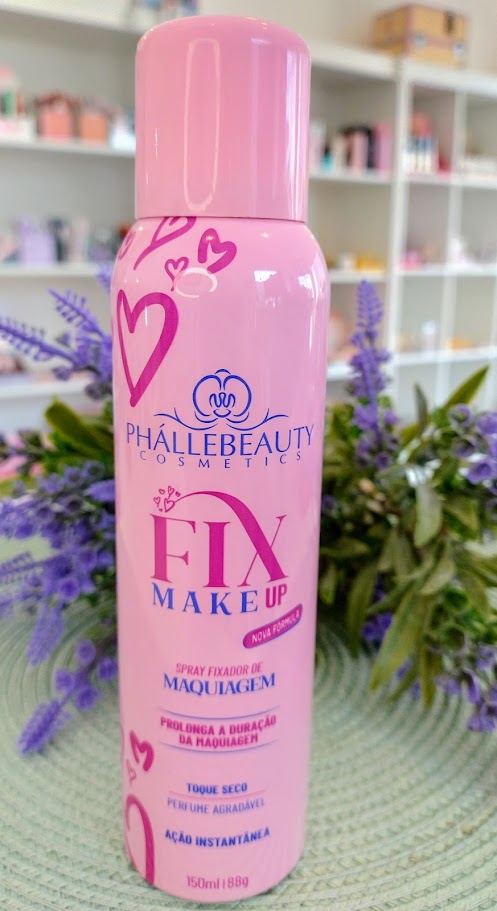 PHÁLLEBEAUTY
COSMETICS
FIX
MAKE UP
NOVA FÓRMULA
SPRAY FIXADOR DE
MAQUIAGEM
PROLONGA A DURAÇÃO
DA MAQUIAGEM
TOQUE SECO
PERFUME AGRADÁVEL
AÇÃO INSTANTÂNEA
150ml | 88g